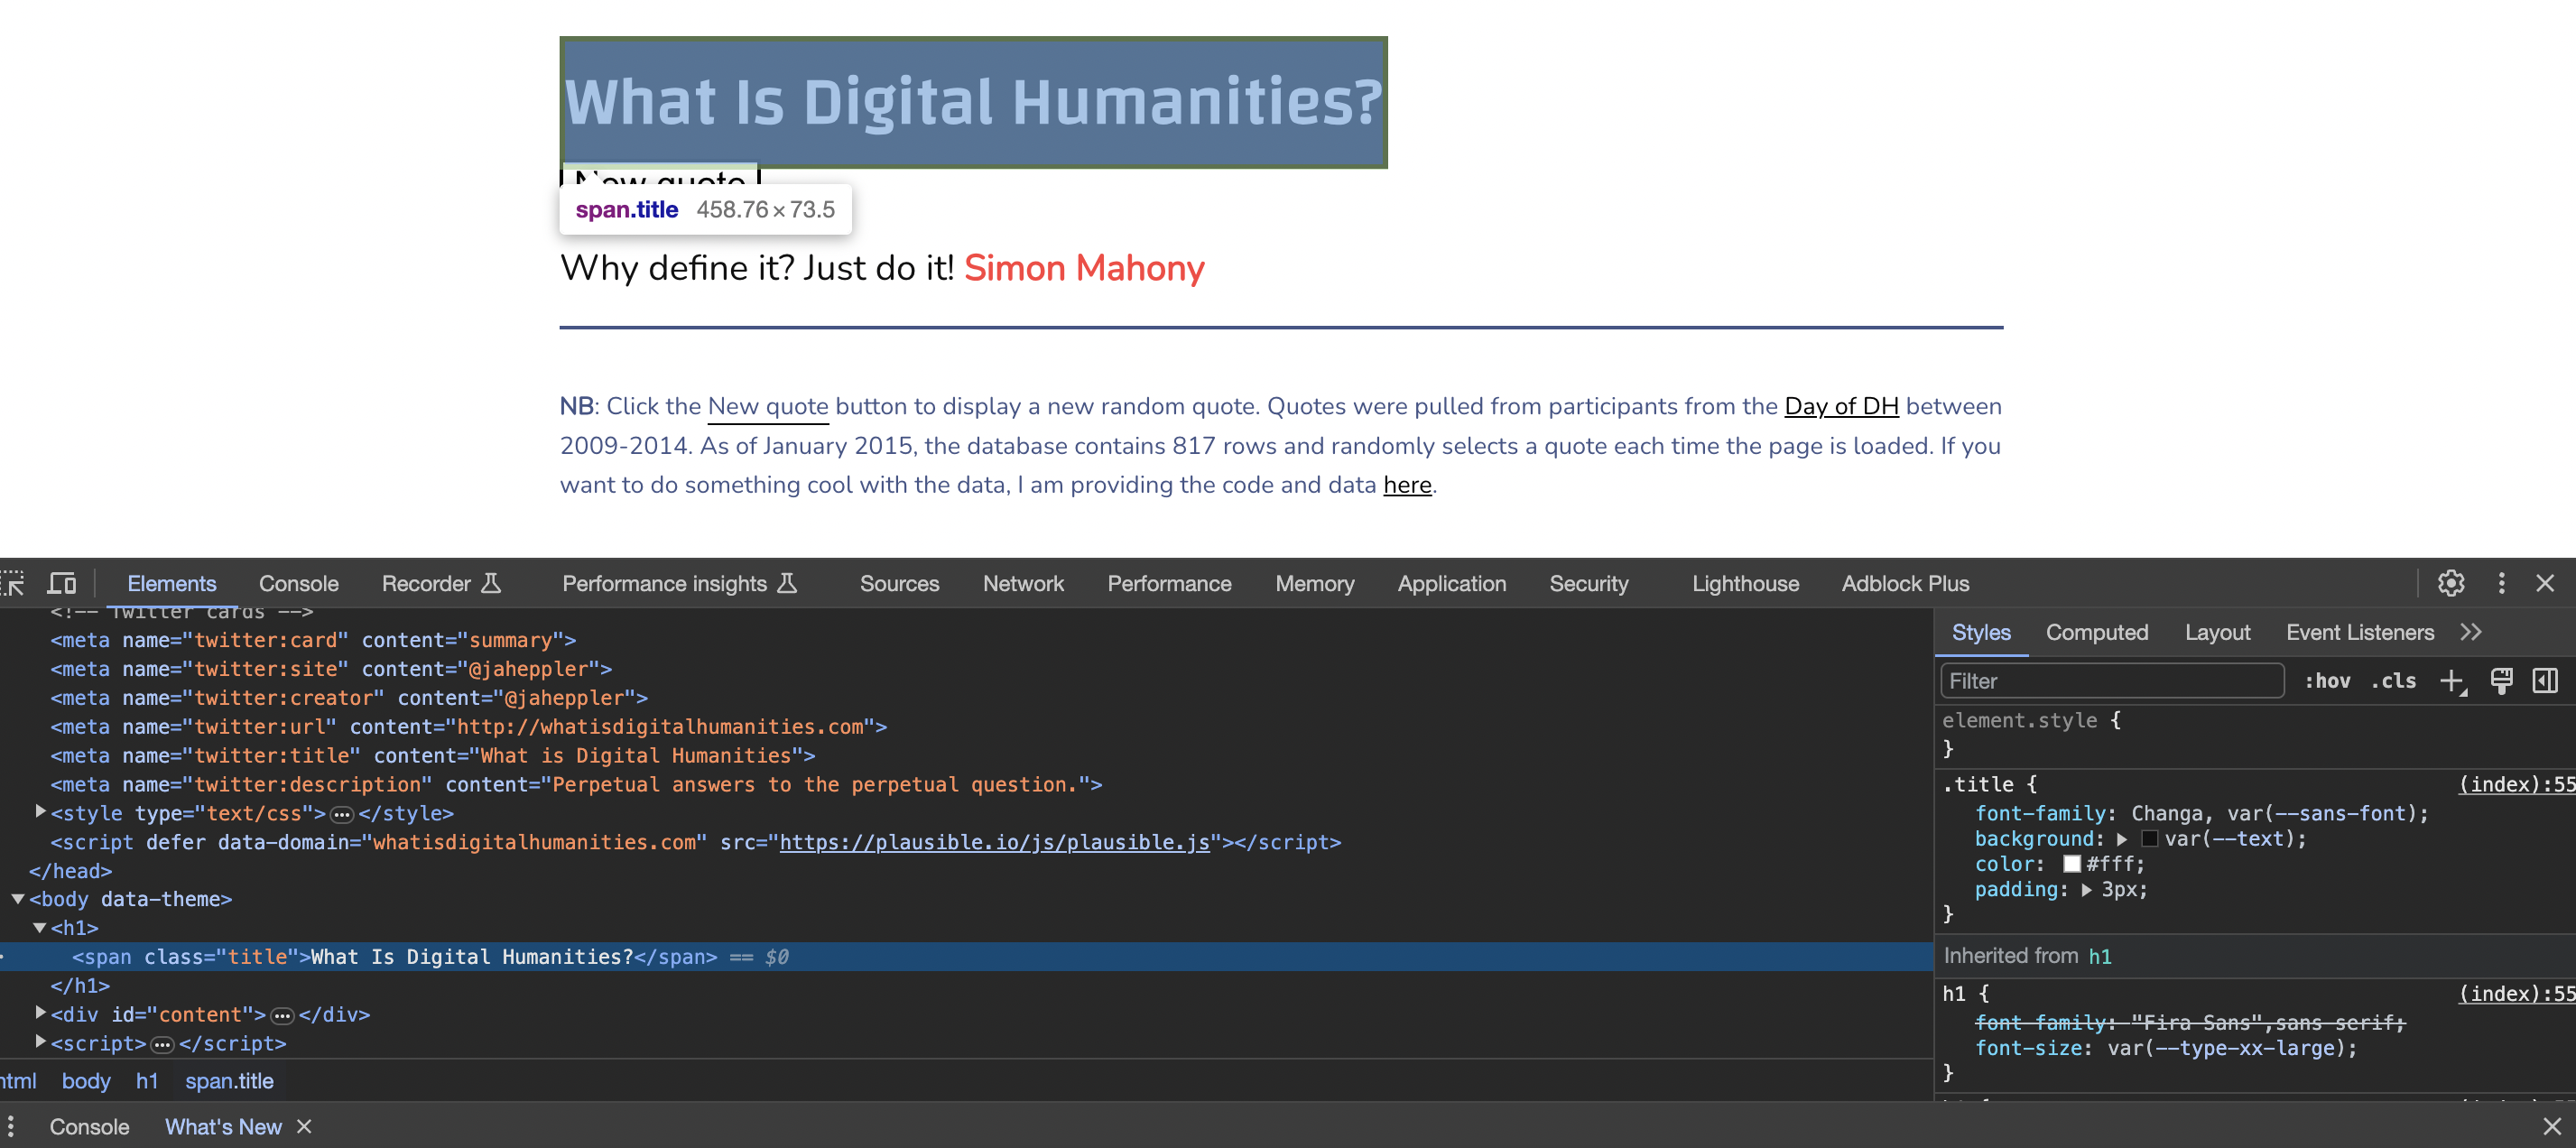 What Is Digital Humanities?
New quote
span.title 458.76×73.5
Why define it? Just do it! Simon Mahony
NB: Click the New quote button to display a new random quote. Quotes were pulled from participants from the Day of DH between
2009-2014. As of January 2015, the database contains 817 rows and randomly selects a quote each time the page is loaded. If you
want to do something cool with the data, I am providing the code and data here.
Elements Console Recorder Performance insights Sources Network Performance Memory Application Security Lighthouse Adblock Plus
<!-- Twitter cards -->
<meta name="twitter:card" content="summary">
<meta name="twitter:site" content="@jaheppler">
<meta name="twitter:creator" content="@jaheppler">
<meta name="twitter:url" content="http://whatisdigitalhumanities.com">
<meta name="twitter:title" content="What is Digital Humanities">
<meta name="twitter:description" content="Perpetual answers to the perpetual question.">
<style type="text/css">…</style>
<script defer data-domain="whatisdigitalhumanities.com" src="https://plausible.io/js/plausible.js"></script>
</head>
<body data-theme>
<h1>
<span class="title">What Is Digital Humanities?</span> == $0
</h1>
<div id="content">…</div>
<script>…</script>
html body h1 span.title
Styles Computed Layout Event Listeners
Filter :hov .cls
element.style {
}
.title { (index):55
font-family: Changa, var(--sans-font);
background: var(--text);
color: #fff;
padding: 3px;
}
Inherited from h1
h1 { (index):55
font-family: "Fira Sans",sans-serif;
font-size: var(--type-xx-large);
}
Console What's New